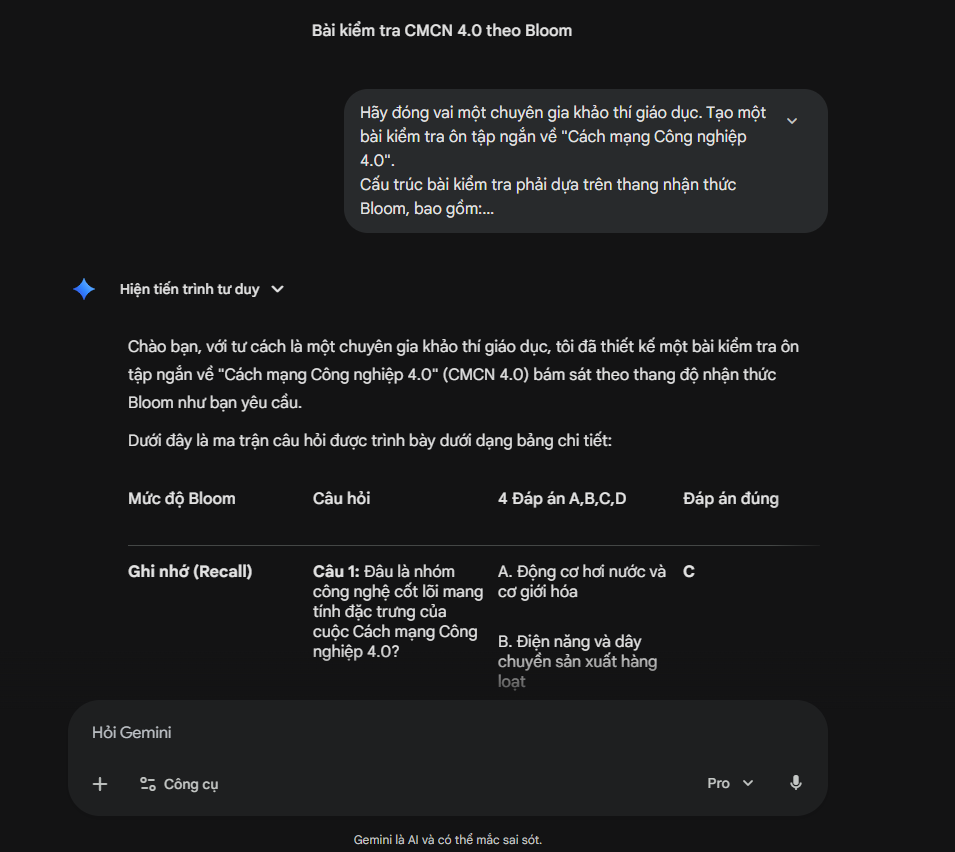 Bài kiểm tra CMCN 4.0 theo Bloom
Hãy đóng vai một chuyên gia khảo thí giáo dục. Tạo một
bài kiểm tra ôn tập ngắn về "Cách mạng Công nghiệp
4.0".
Cấu trúc bài kiểm tra phải dựa trên thang nhận thức
Bloom, bao gồm:...
Hiện tiến trình tư duy
Chào bạn, với tư cách là một chuyên gia khảo thí giáo dục, tôi đã thiết kế một bài kiểm tra ôn
tập ngắn về "Cách mạng Công nghiệp 4.0" (CMCN 4.0) bám sát theo thang độ nhận thức
Bloom như bạn yêu cầu.
Dưới đây là ma trận câu hỏi được trình bày dưới dạng bảng chi tiết:
Mức độ Bloom
Câu hỏi
4 Đáp án A,B,C,D
Đáp án đúng
Ghi nhớ (Recall)
Câu 1: Đâu là nhóm
công nghệ cốt lõi mang
tính đặc trưng của
cuộc Cách mạng Công
nghiệp 4.0?
A. Động cơ hơi nước và
cơ giới hóa
B. Điện năng và dây
chuyền sản xuất hàng
loạt
C
Hỏi Gemini
Công cụ
Pro
Gemini là AI và có thể mắc sai sót.